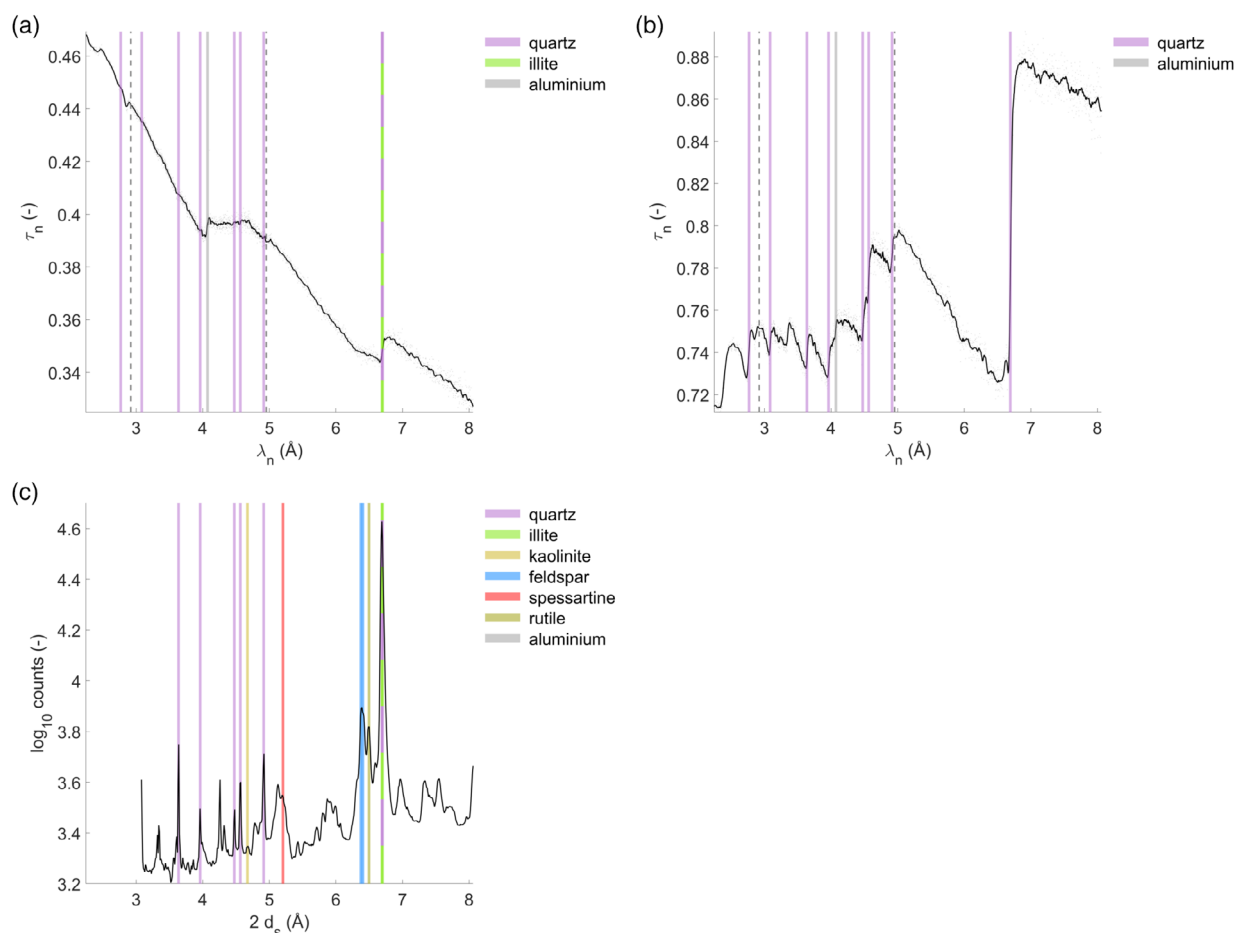 (a)
0.46
0.44
0.42
0.4
0.38
0.36
0.34
τn (-)
3 4 5 6 7 8
λn (Å)
quartz
illite
aluminium
(b)
0.88
0.86
0.84
0.82
0.8
0.78
0.76
0.74
0.72
τn (-)
3 4 5 6 7 8
λn (Å)
quartz
aluminium
(c)
4.6
4.4
4.2
4
3.8
3.6
3.4
3.2
log10 counts (-)
3 4 5 6 7 8
2 ds (Å)
quartz
illite
kaolinite
feldspar
spessartine
rutile
aluminium